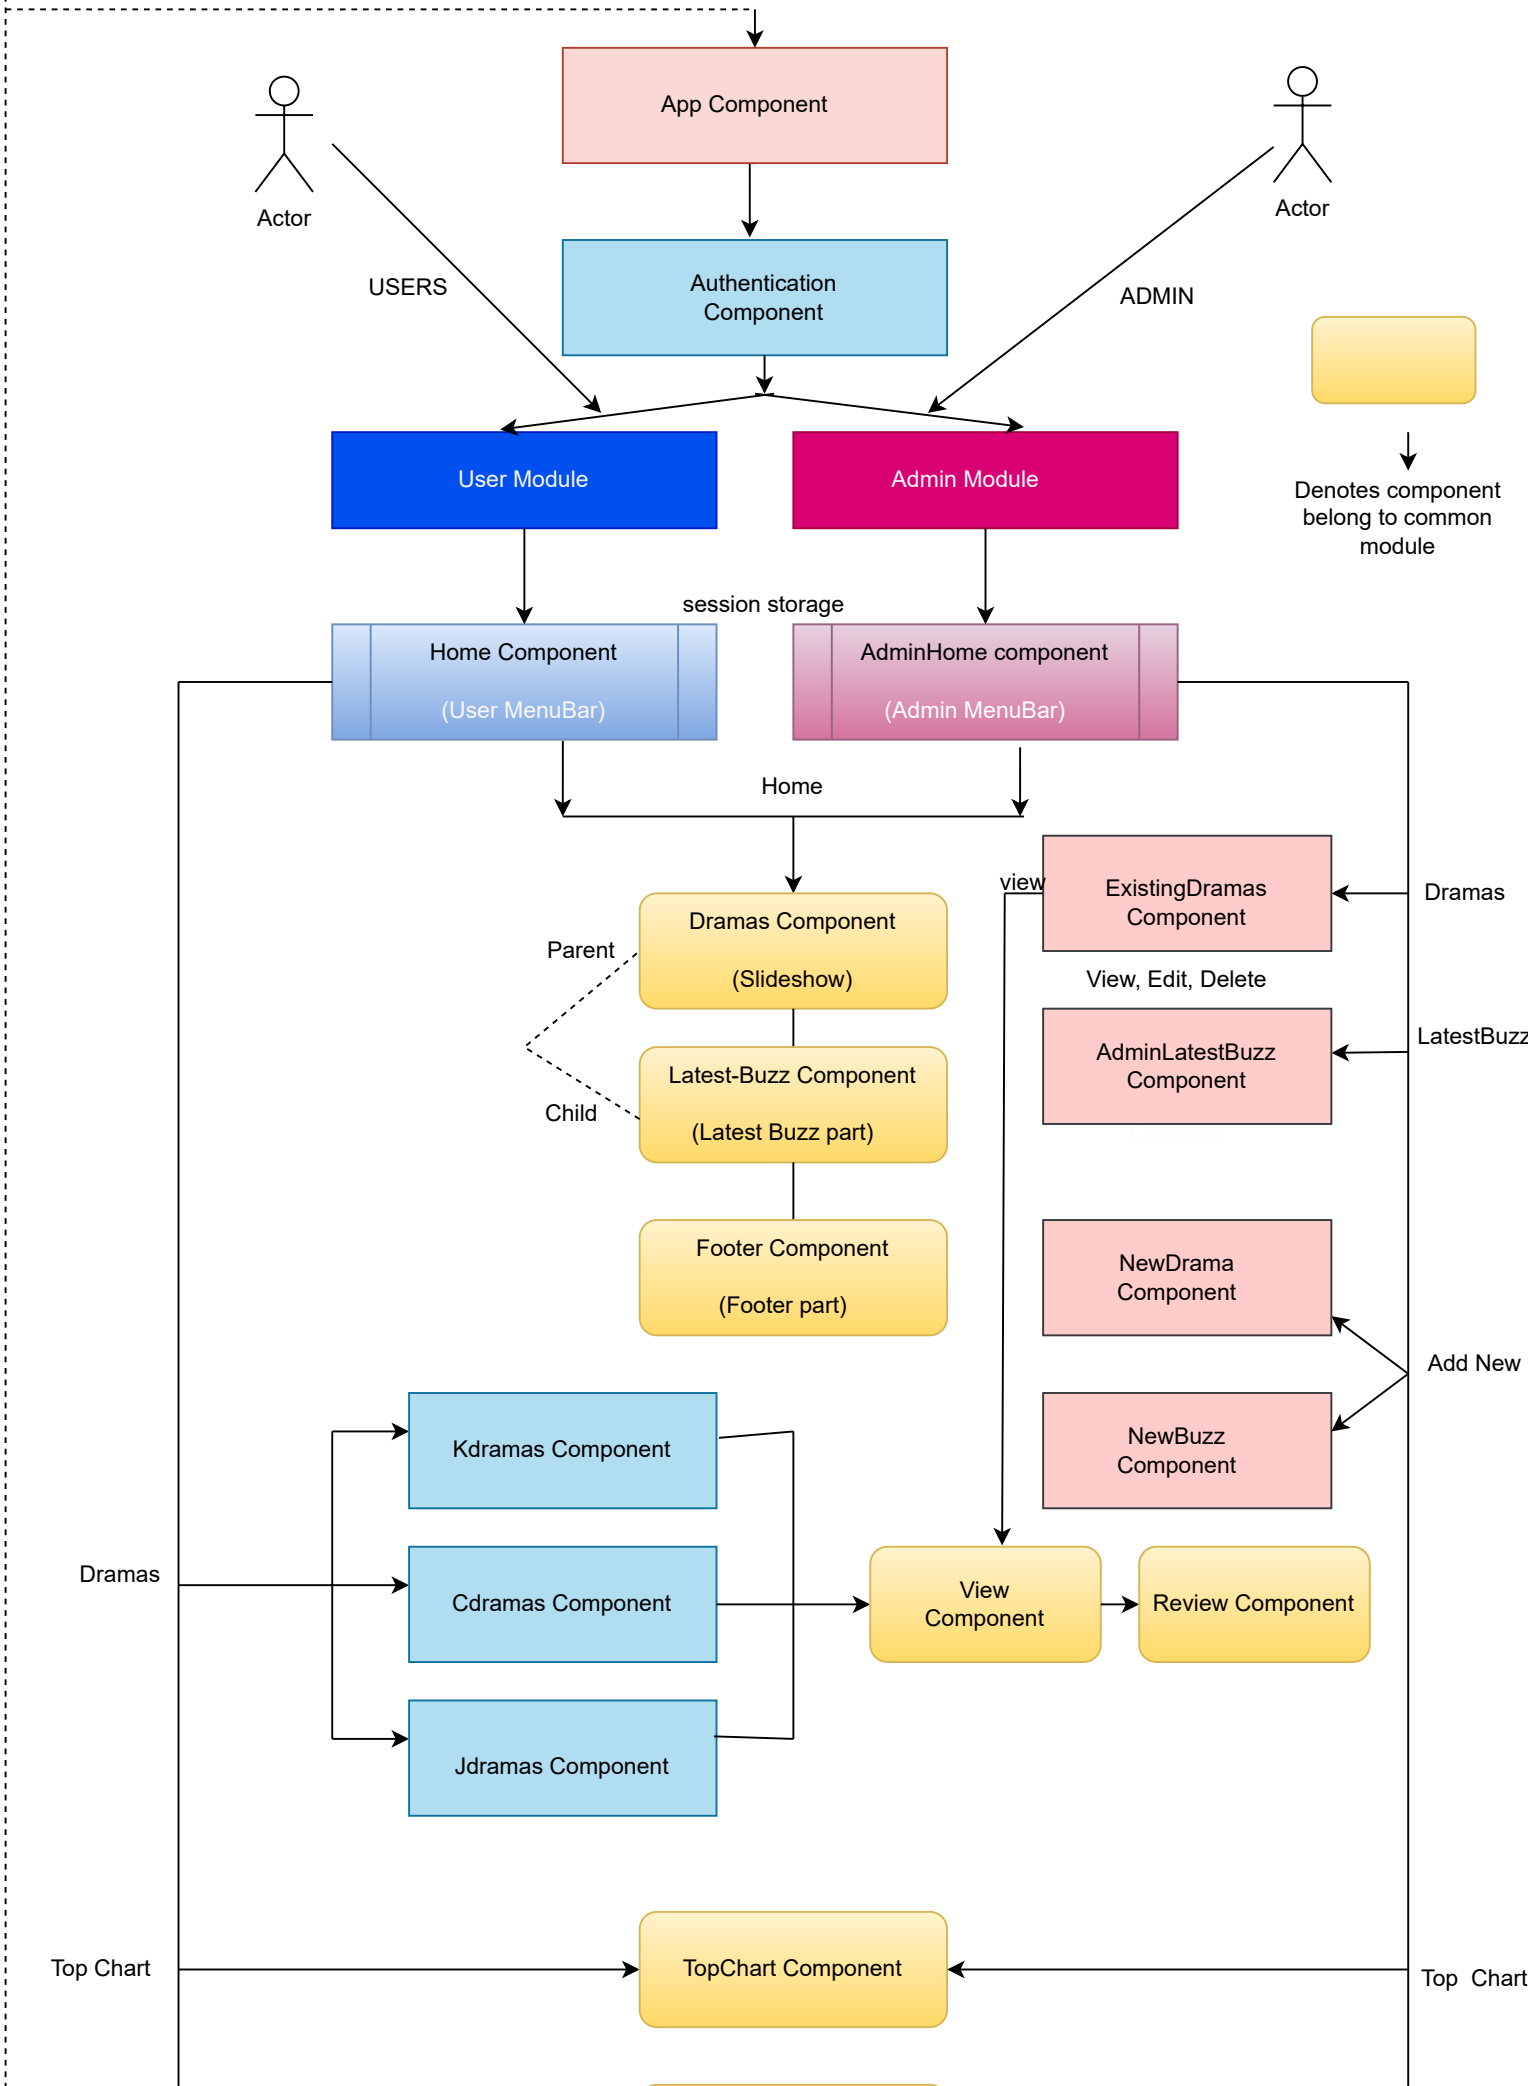 App Component
Actor
Actor
USERS
Authentication
Component
ADMIN
User Module
Admin Module
Denotes component
belong to common
module
session storage
Home Component
(User MenuBar)
AdminHome component
(Admin MenuBar)
Home
view
ExistingDramas
Component
Dramas
Dramas Component
(Slideshow)
Parent
View, Edit, Delete
LatestBuzz
AdminLatestBuzz
Component
Latest-Buzz Component
(Latest Buzz part)
Child
Footer Component
(Footer part)
NewDrama
Component
Add New
NewBuzz
Component
Kdramas Component
Dramas
Cdramas Component
View
Component
Review Component
Jdramas Component
Top Chart
TopChart Component
Top  Chart